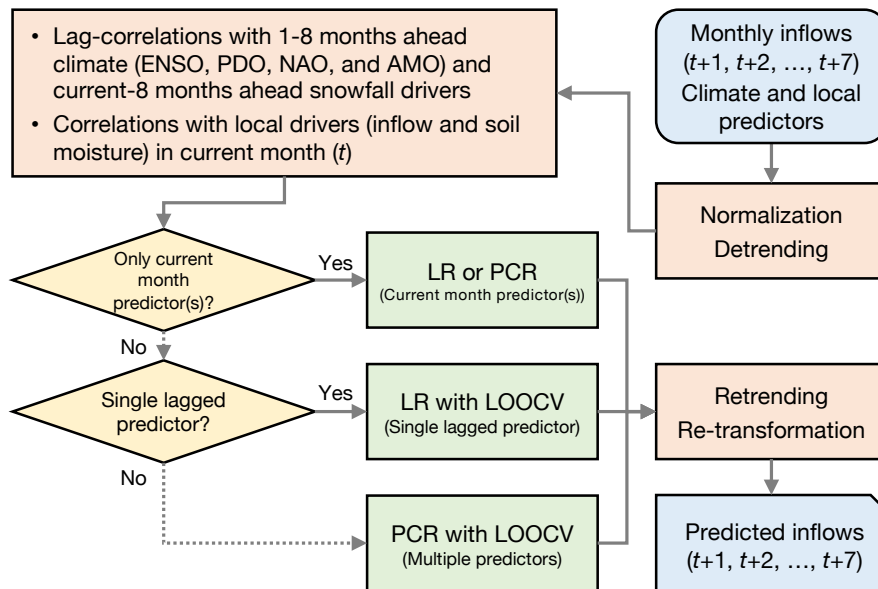 • Lag-correlations with 1-8 months ahead
climate (ENSO, PDO, NAO, and AMO) and
current-8 months ahead snowfall drivers
• Correlations with local drivers (inflow and soil
moisture) in current month (t)
Monthly inflows
(t+1, t+2, …, t+7)
Climate and local
predictors
Normalization
Detrending
Only current
month
predictor(s)?
Yes
LR or PCR
(Current month predictor(s))
No
Single lagged
predictor?
Yes
LR with LOOCV
(Single lagged predictor)
Retrending
Re-transformation
No
PCR with LOOCV
(Multiple predictors)
Predicted inflows
(t+1, t+2, …, t+7)